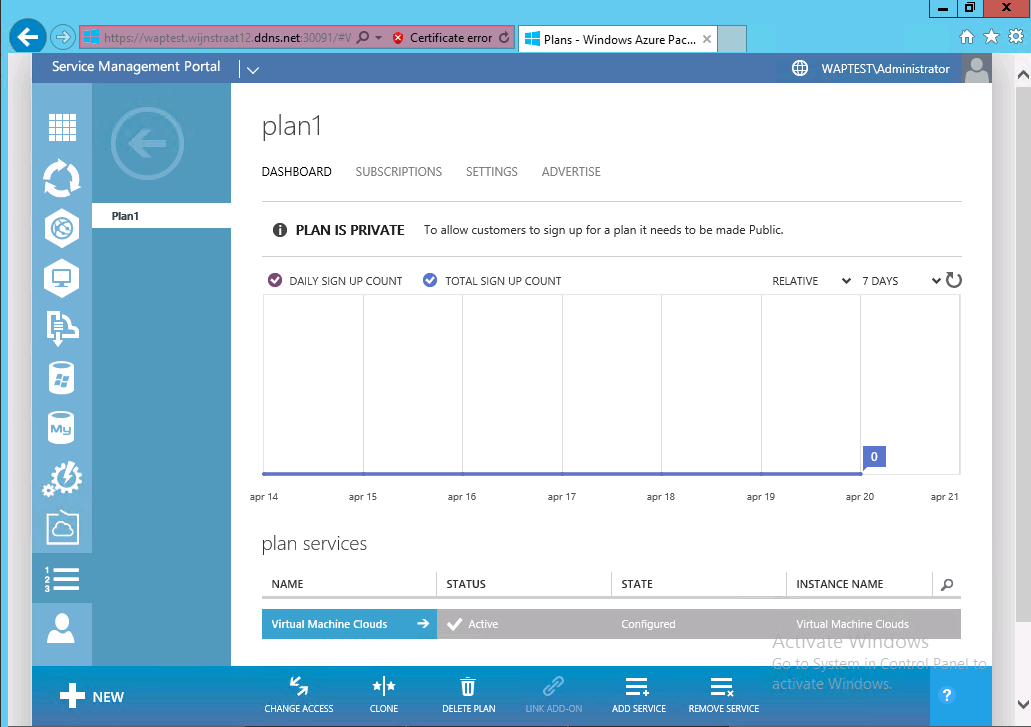 https://waptest.wijnstraat12.ddns.net:30091/#V
Certificate error
Plans - Windows Azure Pac...
Service Management Portal
WAPTEST\Administrator
Plan1
plan1
DASHBOARD SUBSCRIPTIONS SETTINGS ADVERTISE
PLAN IS PRIVATE To allow customers to sign up for a plan it needs to be made Public.
DAILY SIGN UP COUNT TOTAL SIGN UP COUNT RELATIVE 7 DAYS
0
apr 14 apr 15 apr 16 apr 17 apr 18 apr 19 apr 20 apr 21
My
1
2
3
plan services
NAME STATUS STATE INSTANCE NAME
Virtual Machine Clouds Active Configured Virtual Machine Clouds
Activate Windows
Go to System in Control Panel to
activate Windows.
NEW
CHANGE ACCESS CLONE DELETE PLAN LINK ADD-ON ADD SERVICE REMOVE SERVICE
?